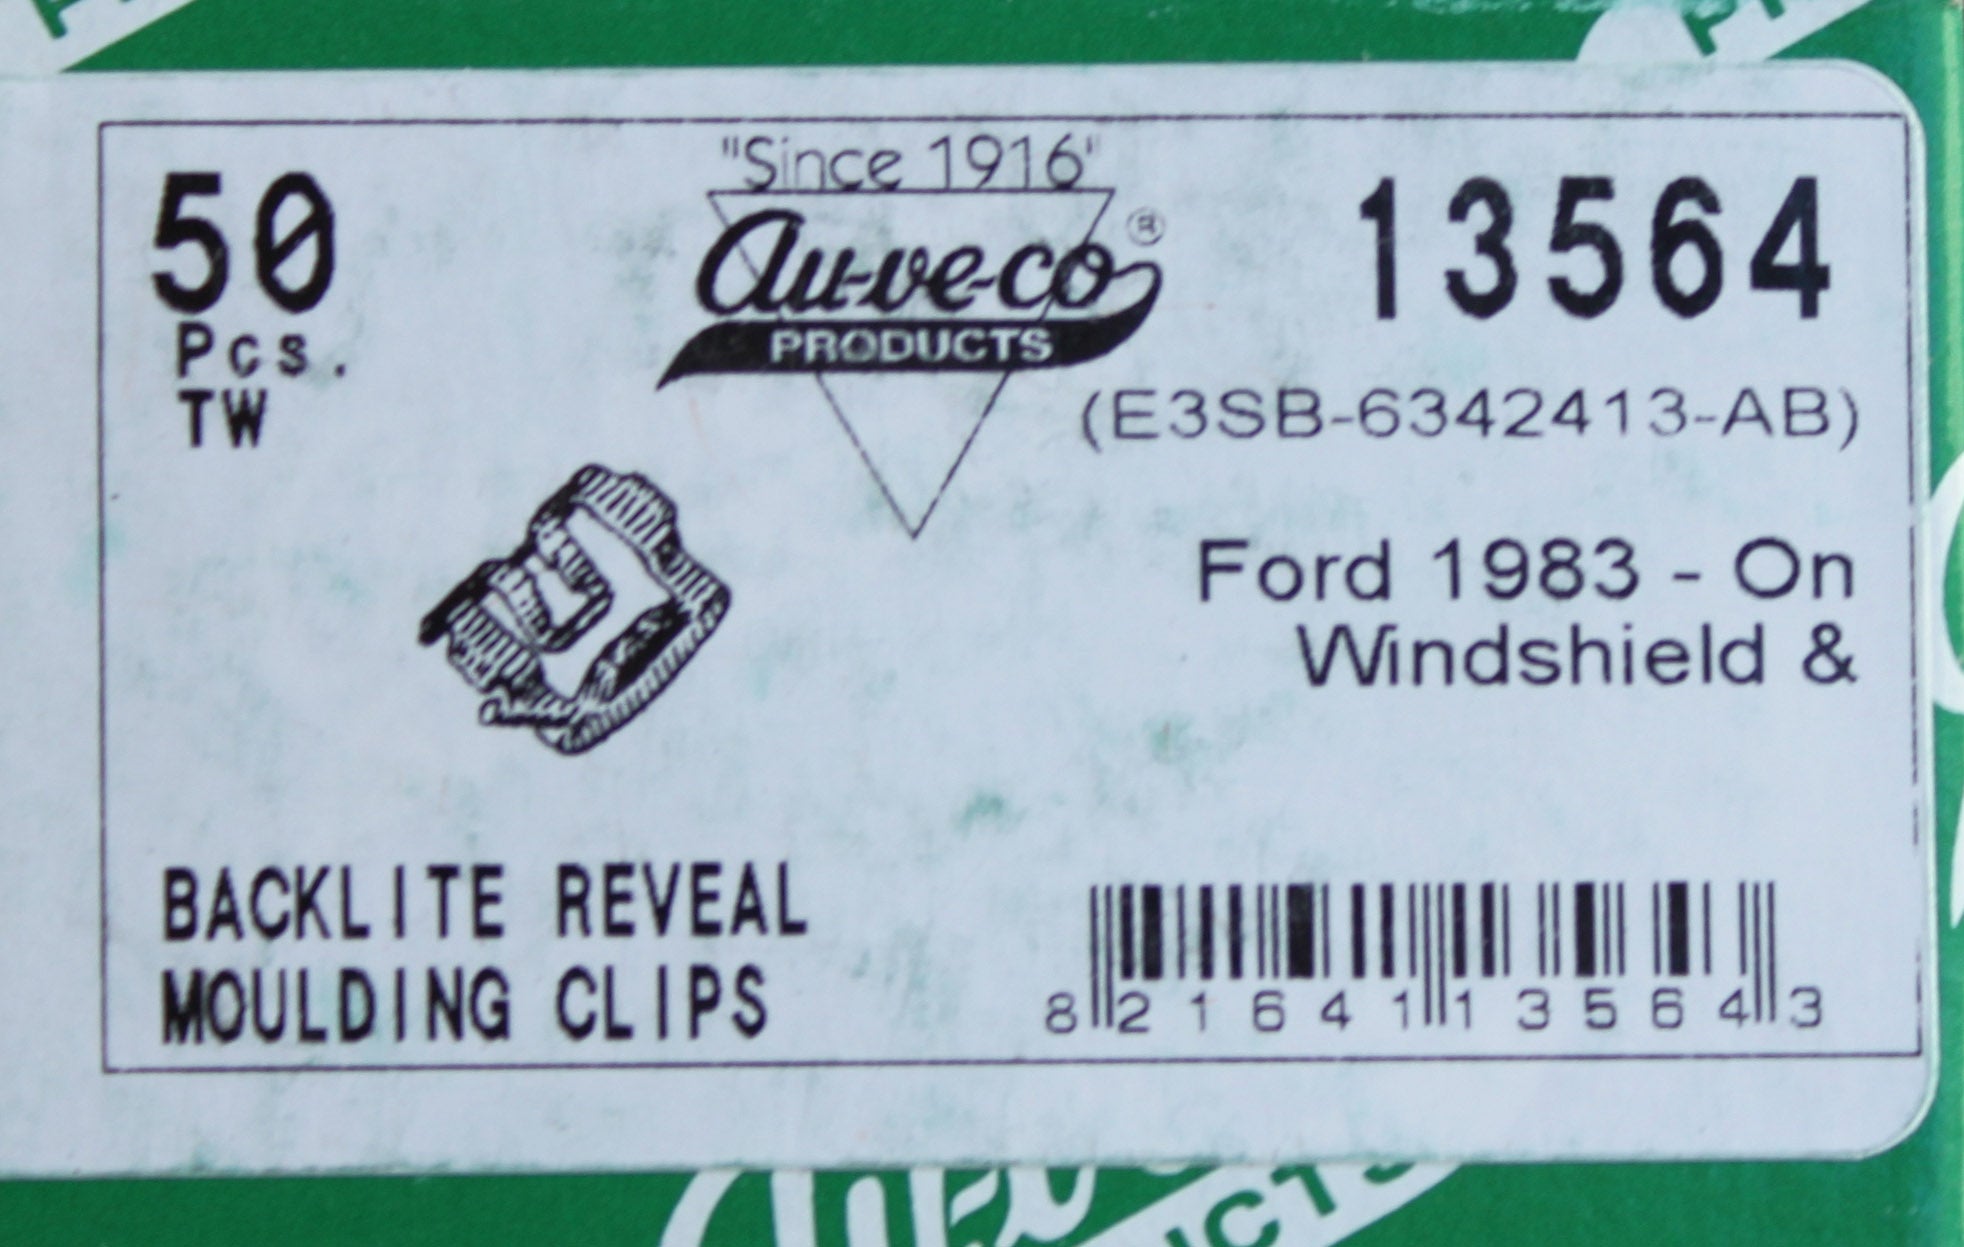 50
Pcs.
TW
"Since 1916"
Au-ve-co®
PRODUCTS
13564
(E3SB-6342413-AB)
Ford 1983 - On
Windshield &
BACKLITE REVEAL
MOULDING CLIPS
8 21641 13564 3